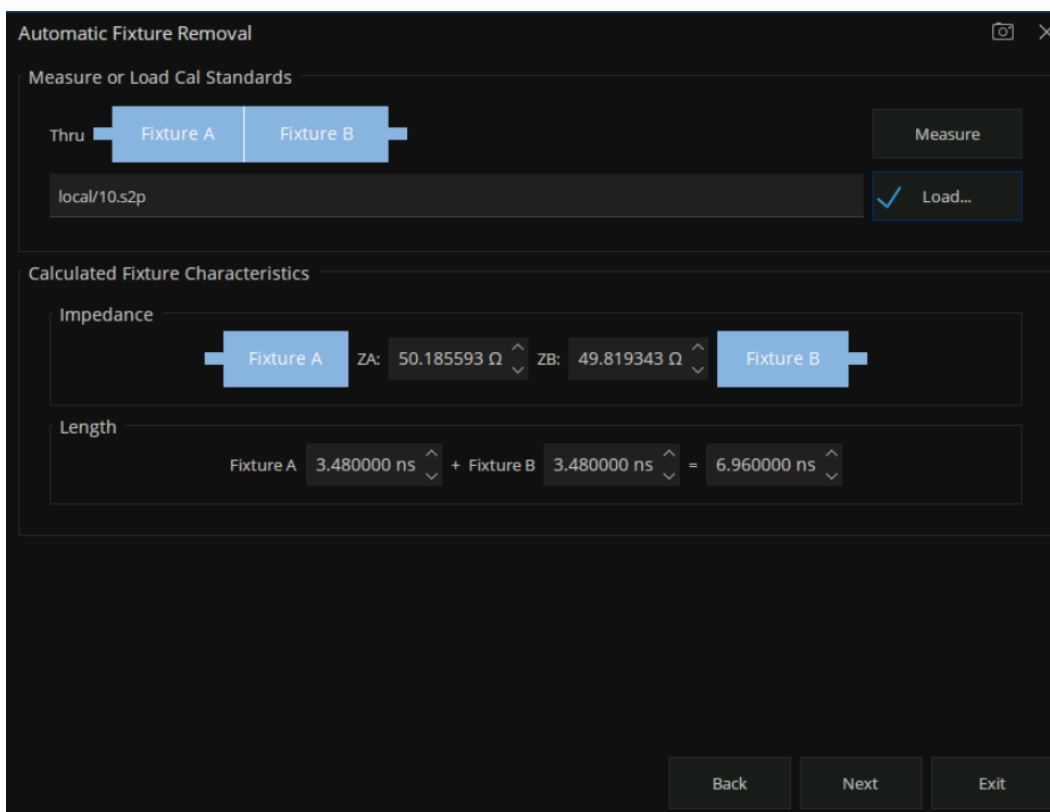 Automatic Fixture Removal
Measure or Load Cal Standards
Thru Fixture A Fixture B Measure
local/10.s2p Load...
Calculated Fixture Characteristics
Impedance
Fixture A ZA: 50.185593 Ω ZB: 49.819343 Ω Fixture B
Length
Fixture A 3.480000 ns + Fixture B 3.480000 ns = 6.960000 ns
Back Next Exit